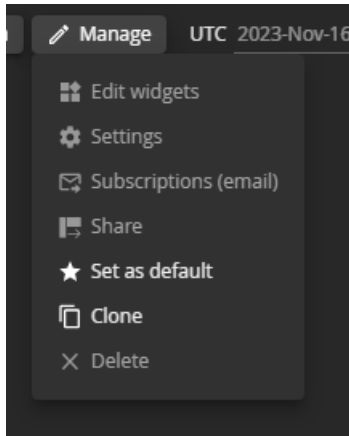 Manage UTC 2023-Nov-16
Edit widgets
Settings
Subscriptions (email)
Share
Set as default
Clone
Delete